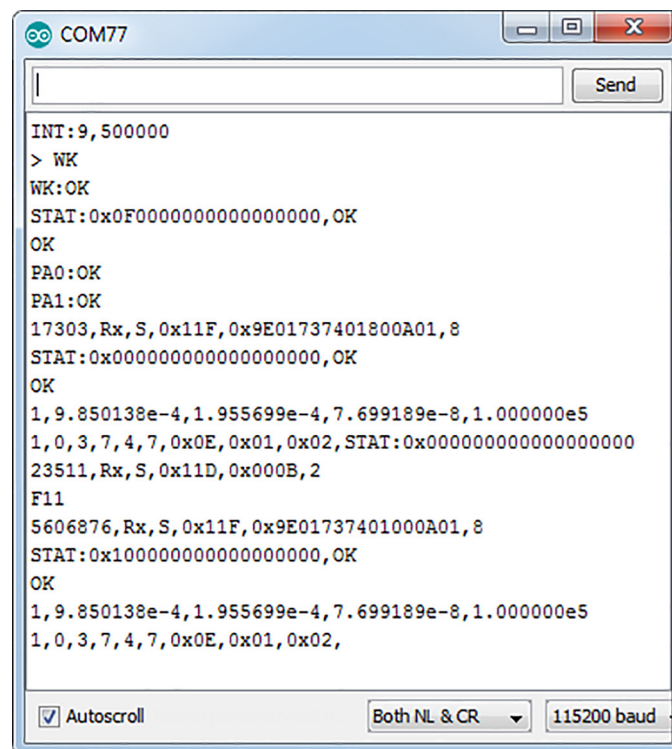 COM77
Send
INT:9,500000
> WK
WK:OK
STAT:0x0F0000000000000000,OK
OK
PA0:OK
PA1:OK
17303,Rx,S,0x11F,0x9E01737401800A01,8
STAT:0x000000000000000000,OK
OK
1,9.850138e-4,1.955699e-4,7.699189e-8,1.000000e5
1,0,3,7,4,7,0x0E,0x01,0x02,STAT:0x000000000000000000
23511,Rx,S,0x11D,0x000B,2
F11
5606876,Rx,S,0x11F,0x9E01737401000A01,8
STAT:0x100000000000000000,OK
OK
1,9.850138e-4,1.955699e-4,7.699189e-8,1.000000e5
1,0,3,7,4,7,0x0E,0x01,0x02,
Autoscroll Both NL & CR 115200 baud